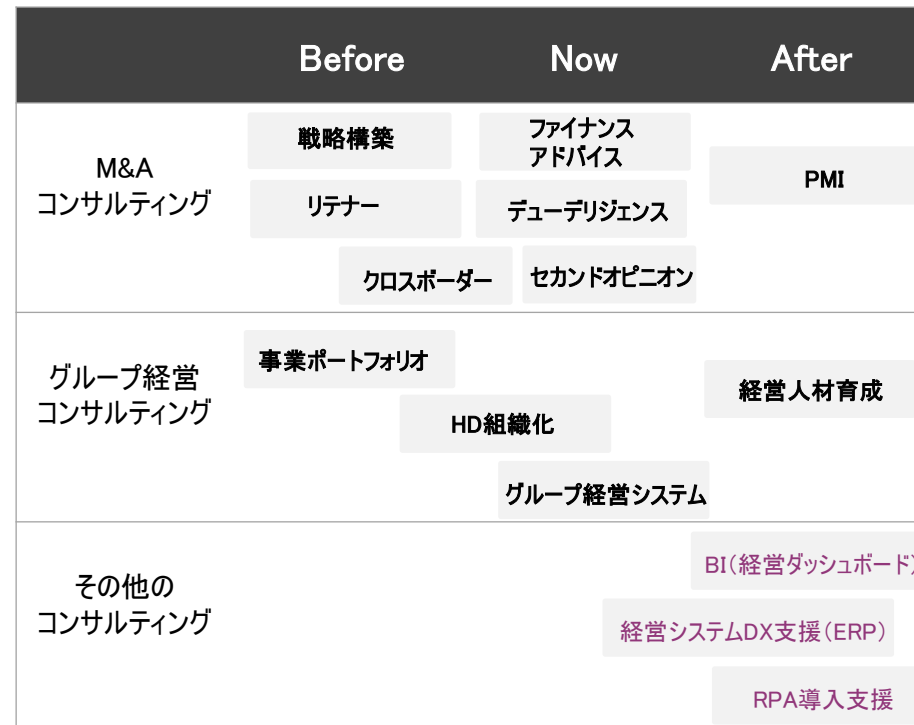 Before Now After
M&A
コンサルティング
戦略構築
ファイナンス
アドバイス
PMI
リテナー
デューデリジェンス
クロスボーダー
セカンドオピニオン
グループ経営
コンサルティング
事業ポートフォリオ
経営人材育成
HD組織化
グループ経営システム
その他の
コンサルティング
BI(経営ダッシュボード)
経営システムDX支援(ERP)
RPA導入支援